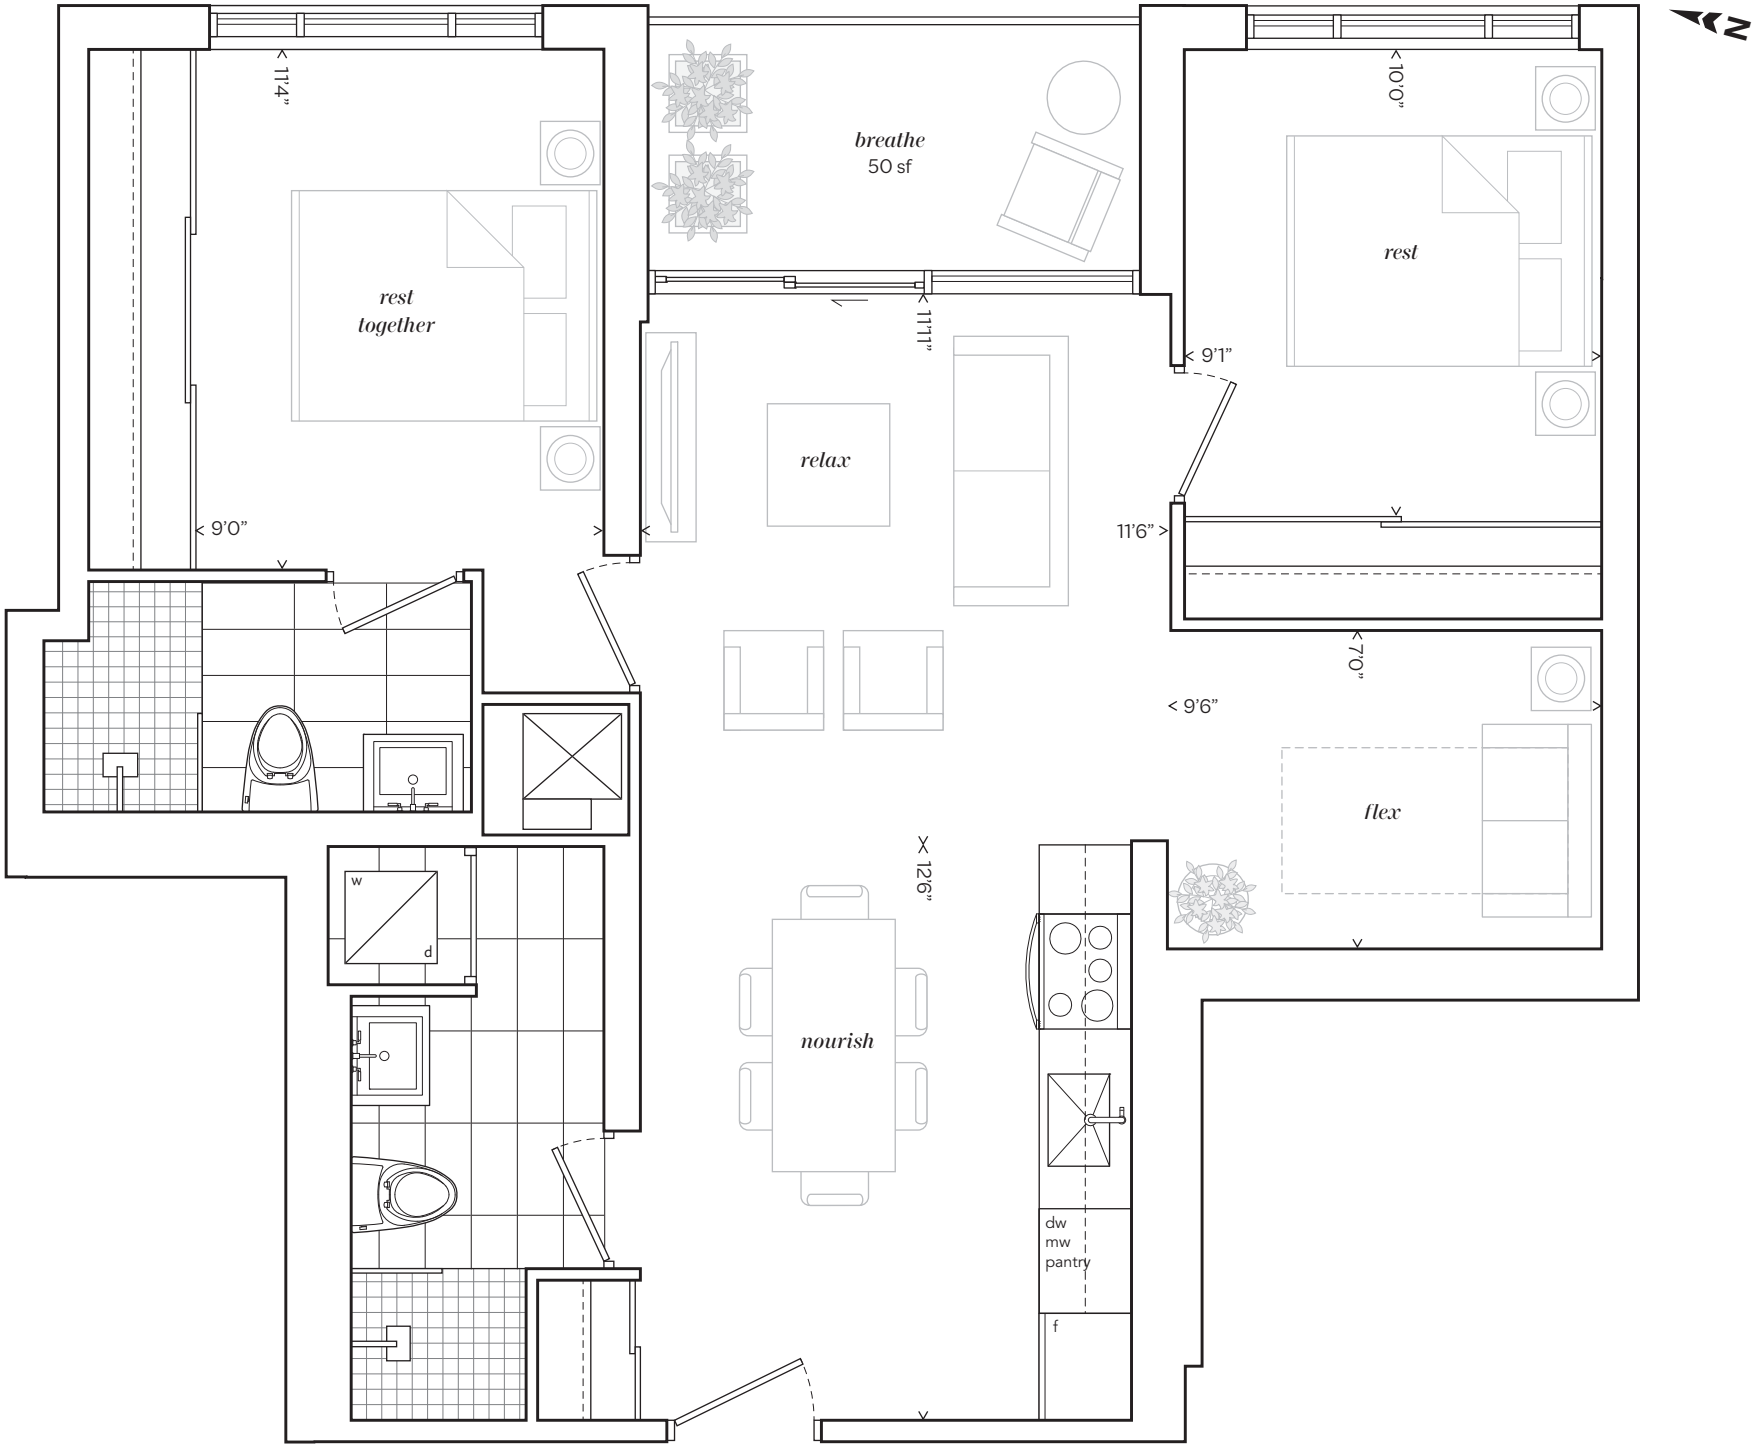 N
11'4"
10'0"
breathe
50 sf
rest
rest
together
11'11"
9'1"
relax
9'0"
11'6"
7'0"
9'6"
flex
12'6"
w
d
nourish
dw
mw
pantry
f